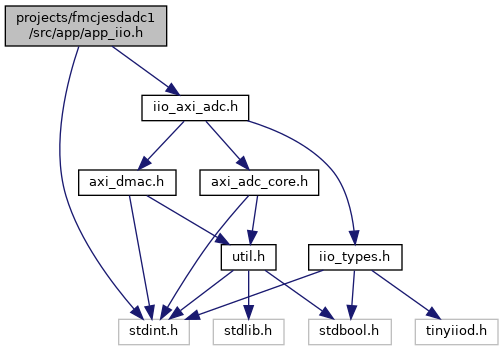 projects/fmcjesdadc1
/src/app/app_iio.h
iio_axi_adc.h
axi_dmac.h
axi_adc_core.h
util.h
iio_types.h
stdint.h
stdlib.h
stdbool.h
tinyiiod.h